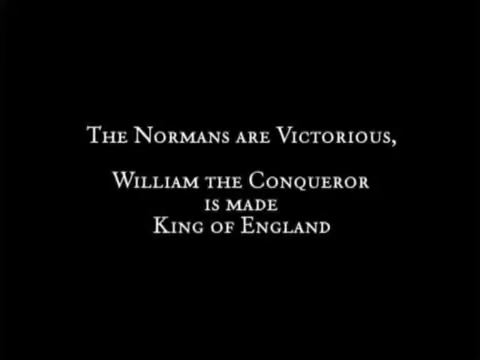 The Normans are Victorious,
William the Conqueror
is made
King of England